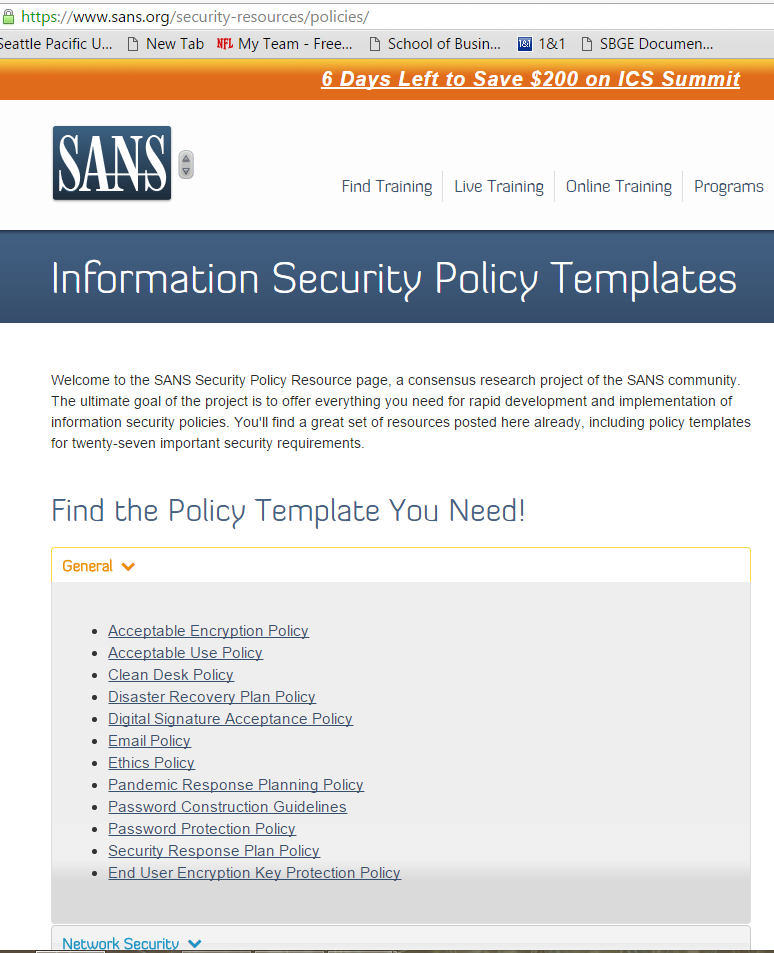 https://www.sans.org/security-resources/policies/
Seattle Pacific U... New Tab NFL My Team - Free... School of Busin... 1&1 1&1 SBGE Documen...
6 Days Left to Save $200 on ICS Summit
SANS
Find Training Live Training Online Training Programs
Information Security Policy Templates
Welcome to the SANS Security Policy Resource page, a consensus research project of the SANS community.
The ultimate goal of the project is to offer everything you need for rapid development and implementation of
information security policies. You'll find a great set of resources posted here already, including policy templates
for twenty-seven important security requirements.
Find the Policy Template You Need!
General
Acceptable Encryption Policy
Acceptable Use Policy
Clean Desk Policy
Disaster Recovery Plan Policy
Digital Signature Acceptance Policy
Email Policy
Ethics Policy
Pandemic Response Planning Policy
Password Construction Guidelines
Password Protection Policy
Security Response Plan Policy
End User Encryption Key Protection Policy
Network Security